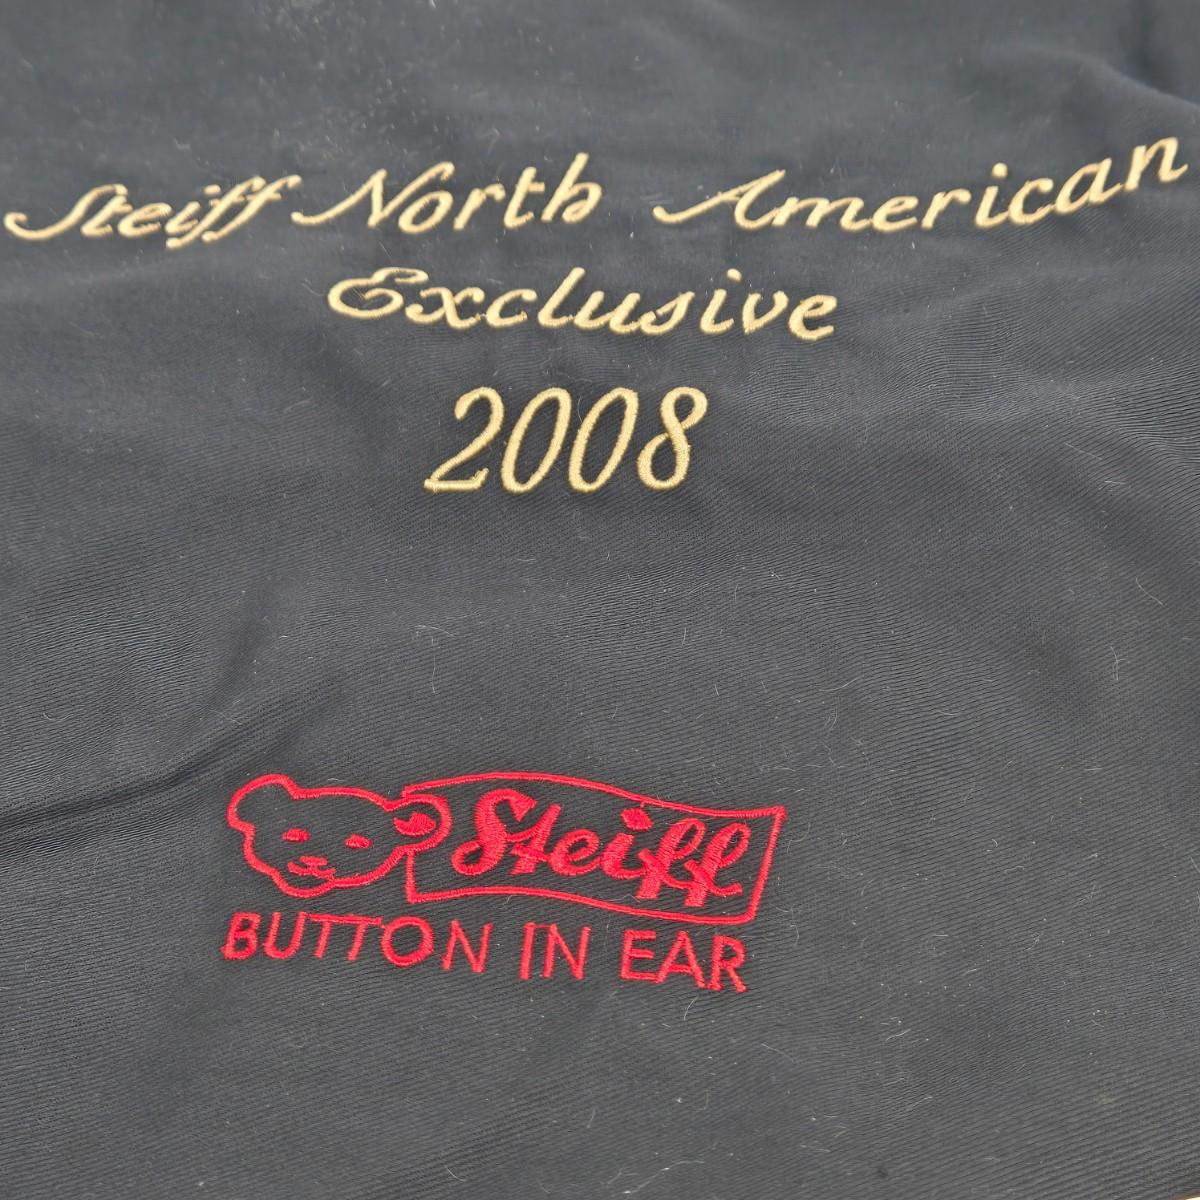 Steiff North American
Exclusive
2008
Steiff
BUTTON IN EAR